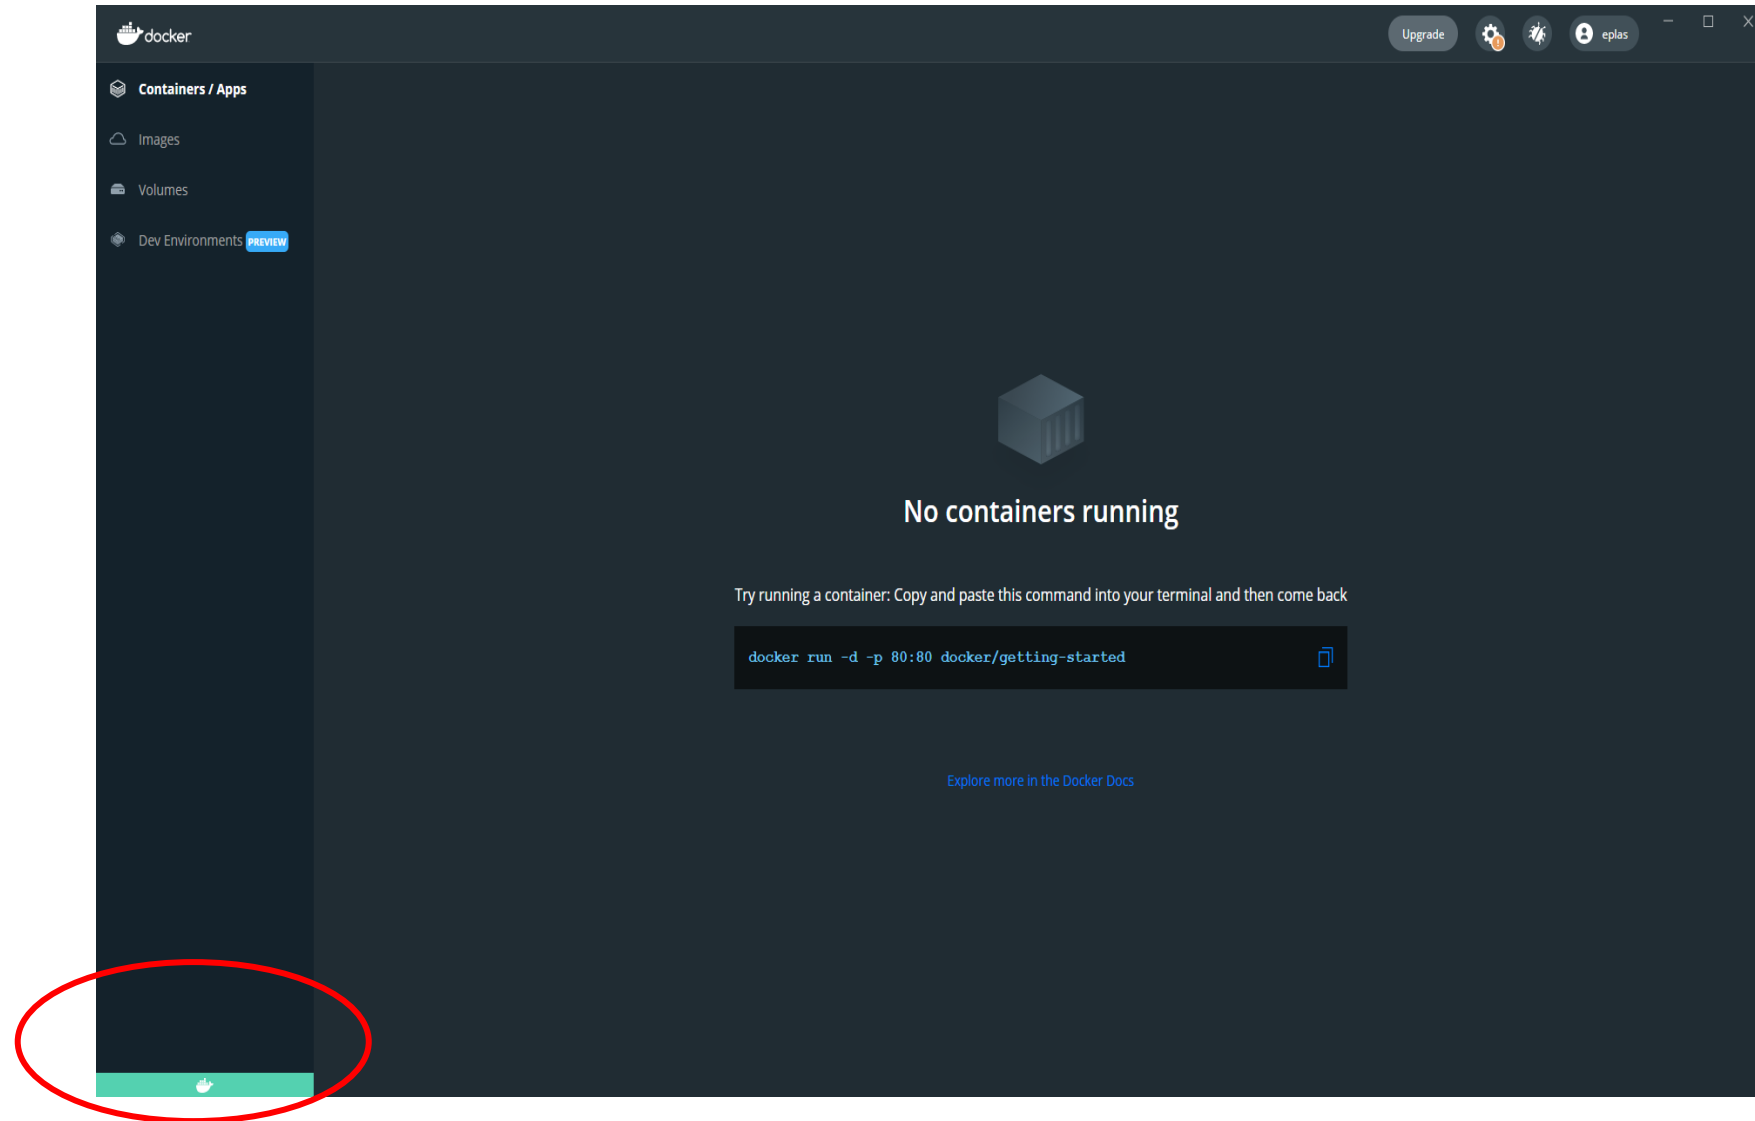 docker
Upgrade
eplas
Containers / Apps
Images
Volumes
Dev Environments PREVIEW
No containers running
Try running a container: Copy and paste this command into your terminal and then come back
docker run -d -p 80:80 docker/getting-started
Explore more in the Docker Docs